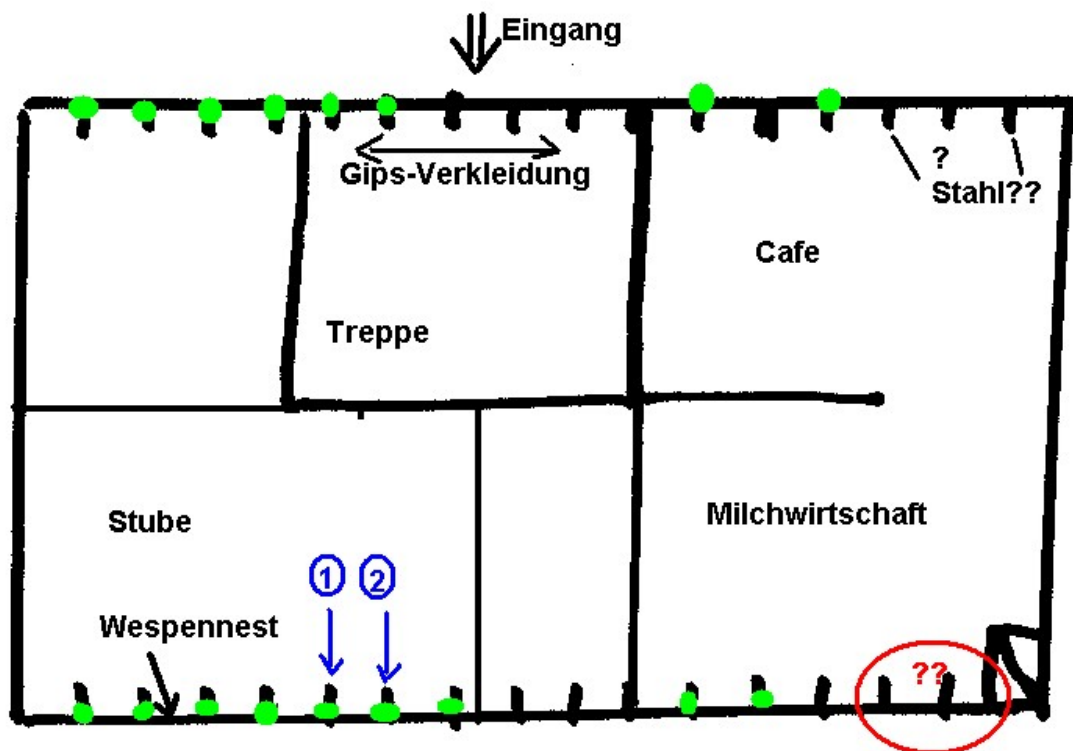 Eingang
Gips-Verkleidung
?
Stahl??
Cafe
Treppe
Stube
Milchwirtschaft
1 2
Wespennest
??